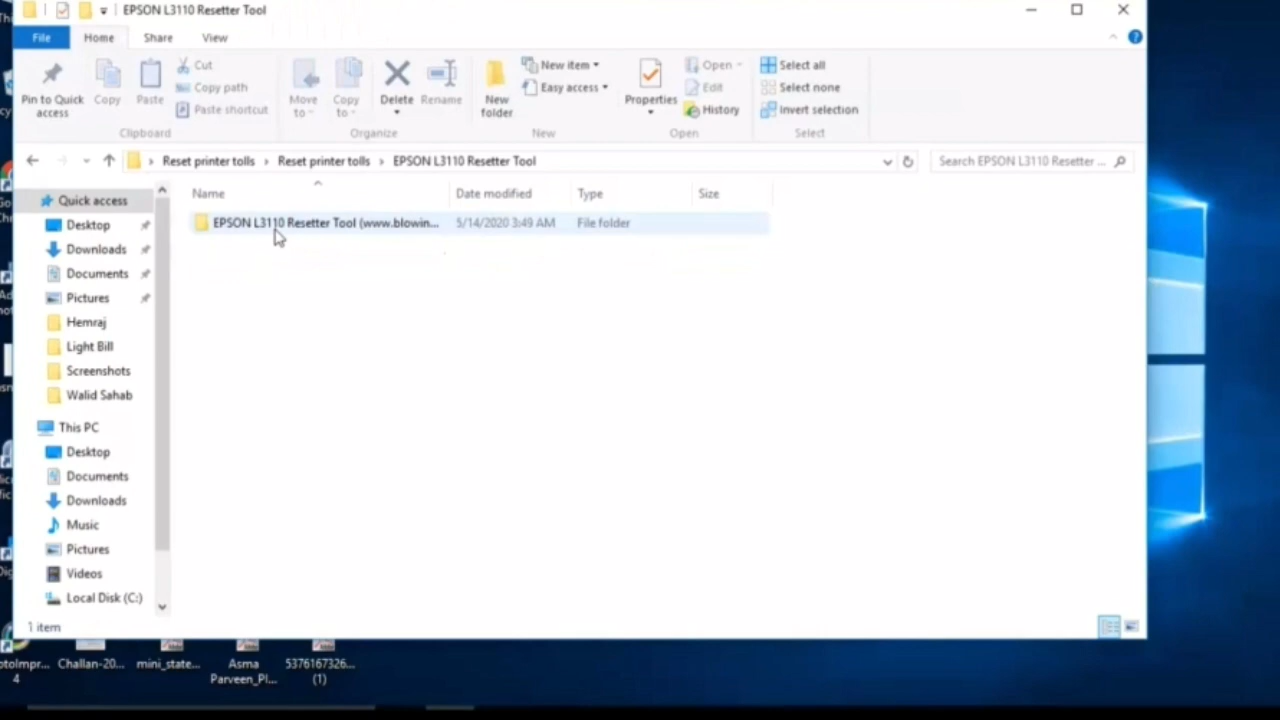 EPSON L3110 Resetter Tool
File Home Share View
Pin to Quick access
Copy
Paste
Cut
Copy path
Paste shortcut
Clipboard
Move to
Copy to
Delete
Rename
Organize
New folder
New item
Easy access
New
Properties
Open
Edit
History
Open
Select all
Select none
Invert selection
Select
Reset printer tolls › Reset printer tolls › EPSON L3110 Resetter Tool
Search EPSON L3110 Resetter ...
Name Date modified Type Size
EPSON L3110 Resetter Tool (www.blowin... 5/14/2020 3:49 AM File folder
Quick access
Desktop
Downloads
Documents
Pictures
Hemraj
Light Bill
Screenshots
Walid Sahab
This PC
Desktop
Documents
Downloads
Music
Pictures
Videos
Local Disk (C:)
1 item
otoImpr...
4
Challan-20...
mini_state...
Asma
Parveen_Pl...
5376167326...
(1)